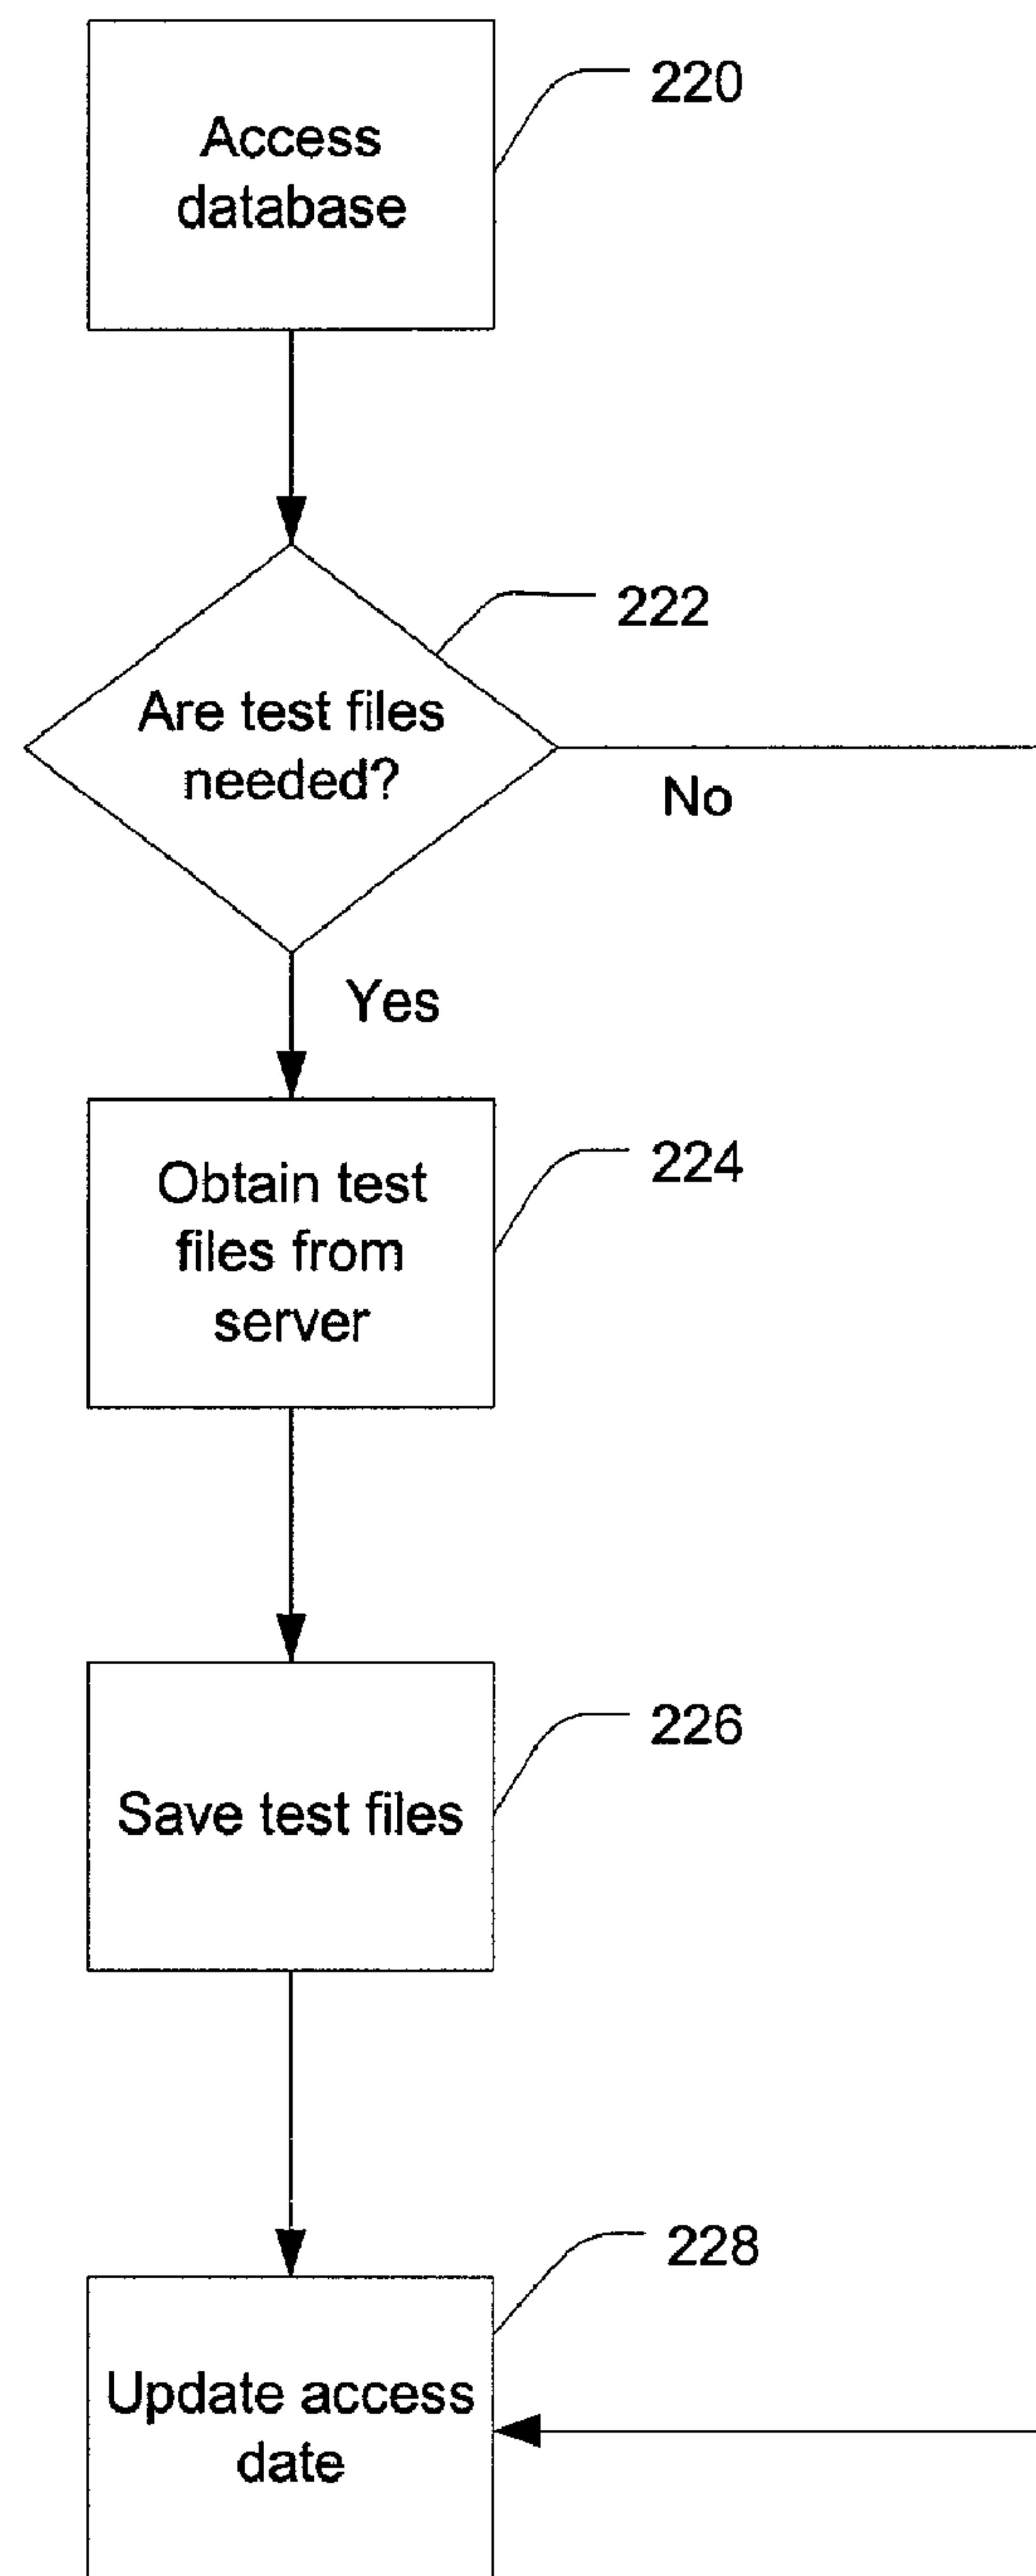 Access
database
220
Are test files
needed?
222
No
Yes
Obtain test
files from
server
224
Save test files
226
Update access
date
228